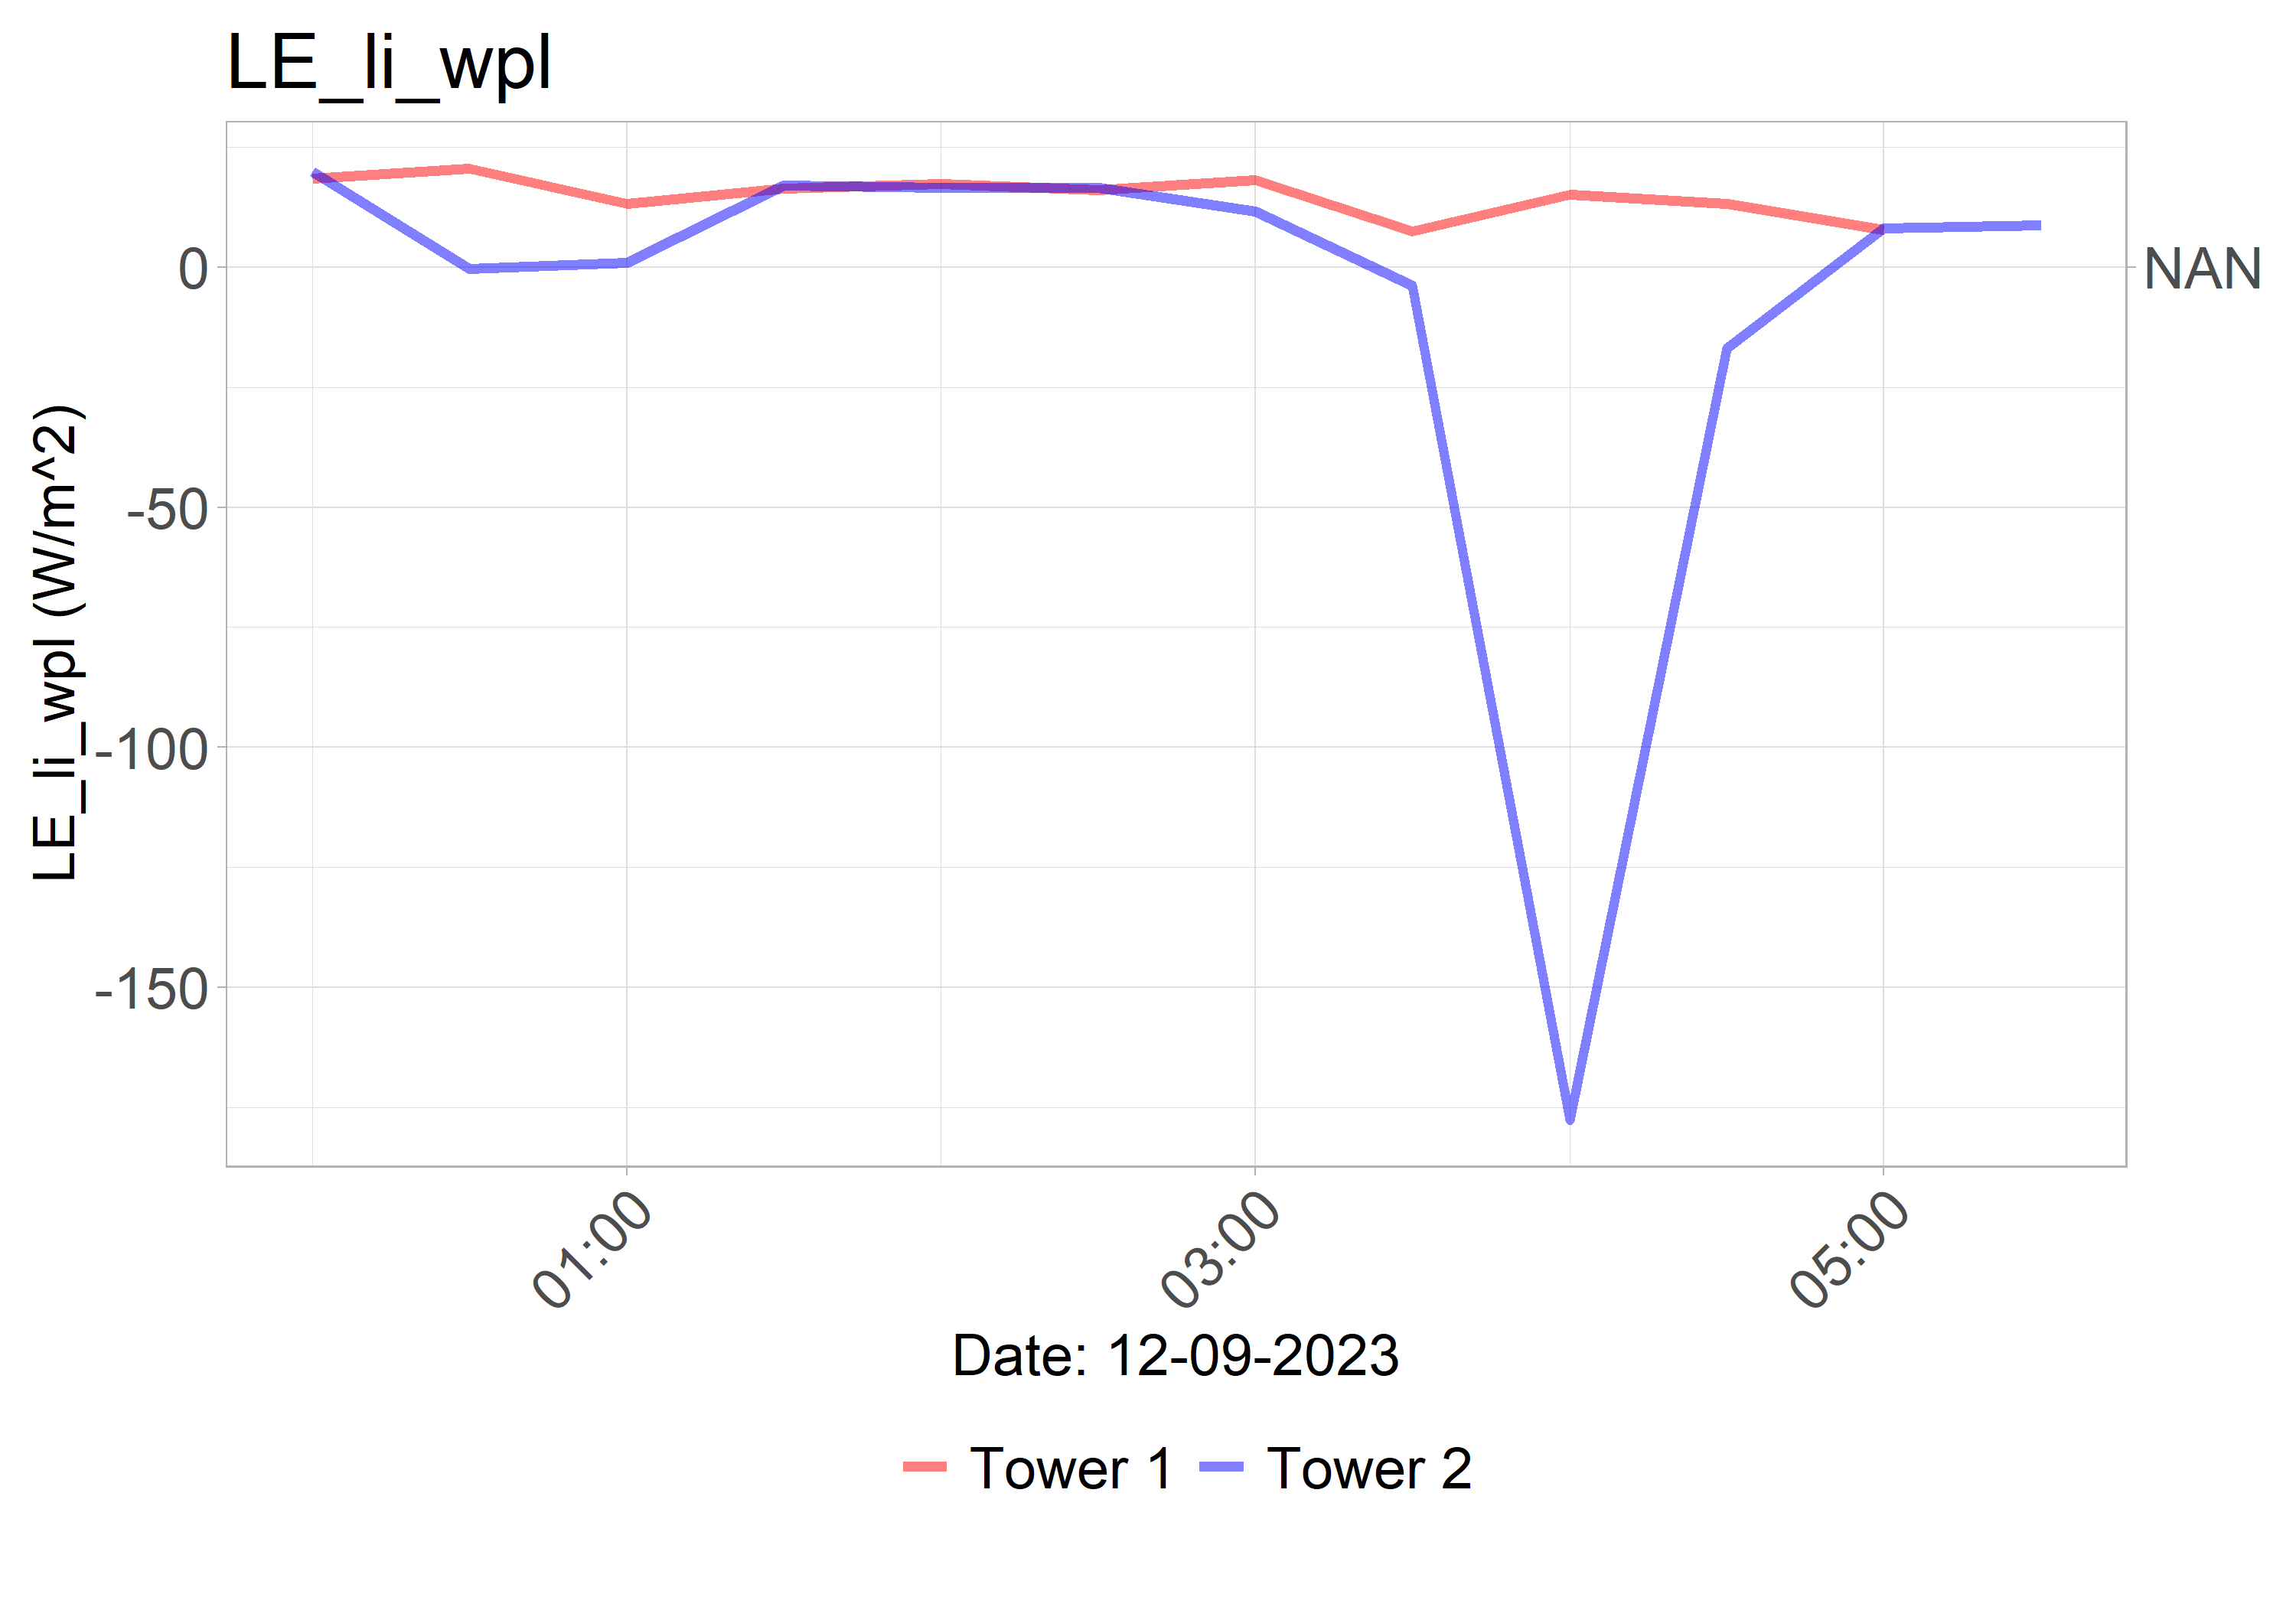 LE_li_wpl
LE_li_wpl (W/m^2)
0
-50
-100
-150
NAN
01:00
03:00
05:00
Date: 12-09-2023
Tower 1
Tower 2